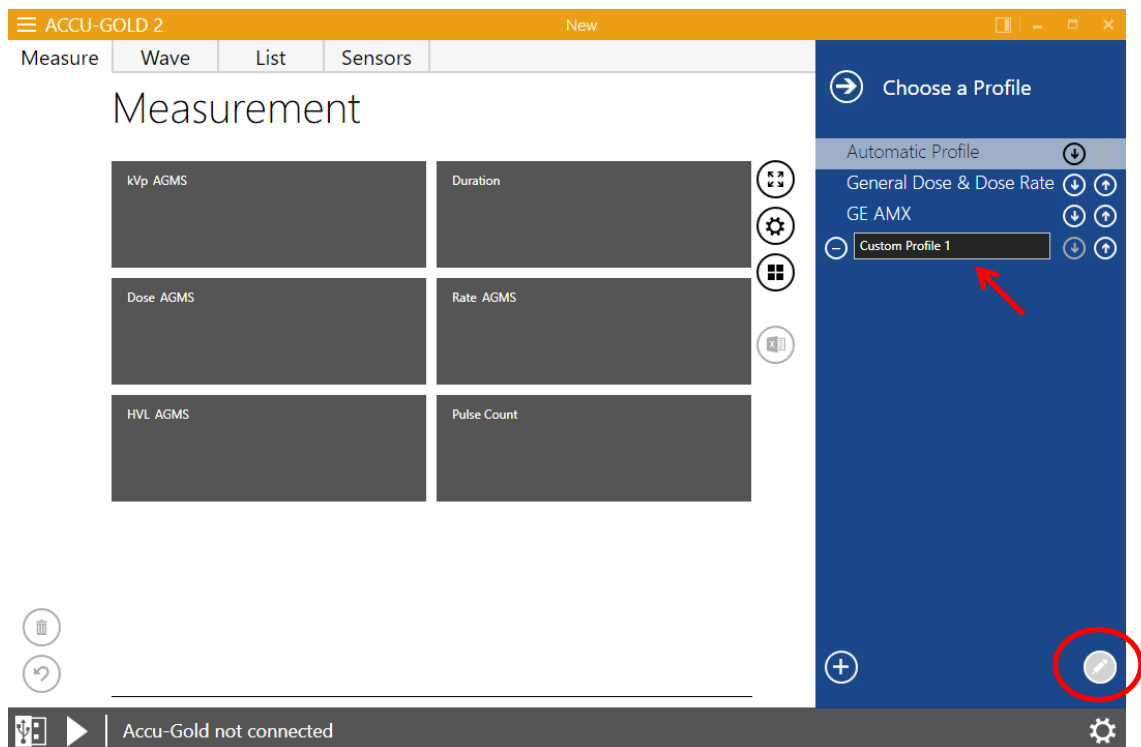 ACCU-GOLD 2
New
Measure Wave List Sensors
Measurement
kVp AGMS
Duration
Dose AGMS
Rate AGMS
HVL AGMS
Pulse Count
Choose a Profile
Automatic Profile
General Dose & Dose Rate
GE AMX
Custom Profile 1
Accu-Gold not connected